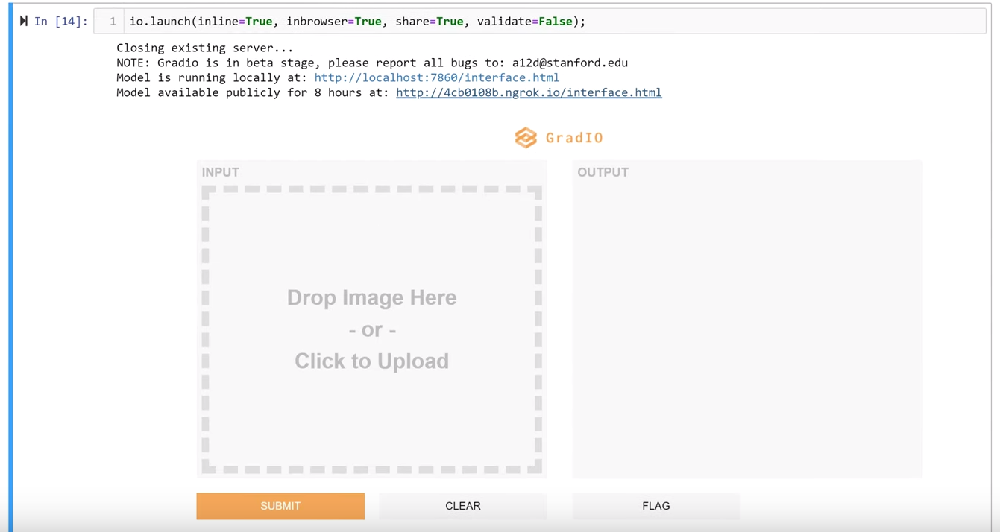 In [14]: 1 io.launch(inline=True, inbrowser=True, share=True, validate=False);
Closing existing server...
NOTE: Gradio is in beta stage, please report all bugs to: a12d@stanford.edu
Model is running locally at: http://localhost:7860/interface.html
Model available publicly for 8 hours at: http://4cb0108b.ngrok.io/interface.html
GradIO
INPUT
Drop Image Here
- or -
Click to Upload
OUTPUT
SUBMIT
CLEAR
FLAG